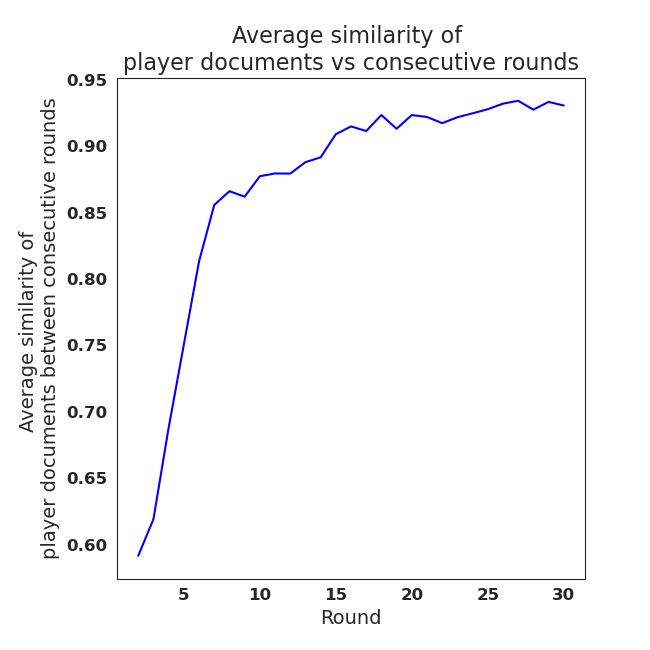 Average similarity of
player documents vs consecutive rounds
Average similarity of
player documents between consecutive rounds
0.95
0.90
0.85
0.80
0.75
0.70
0.65
0.60
5 10 15 20 25 30
Round